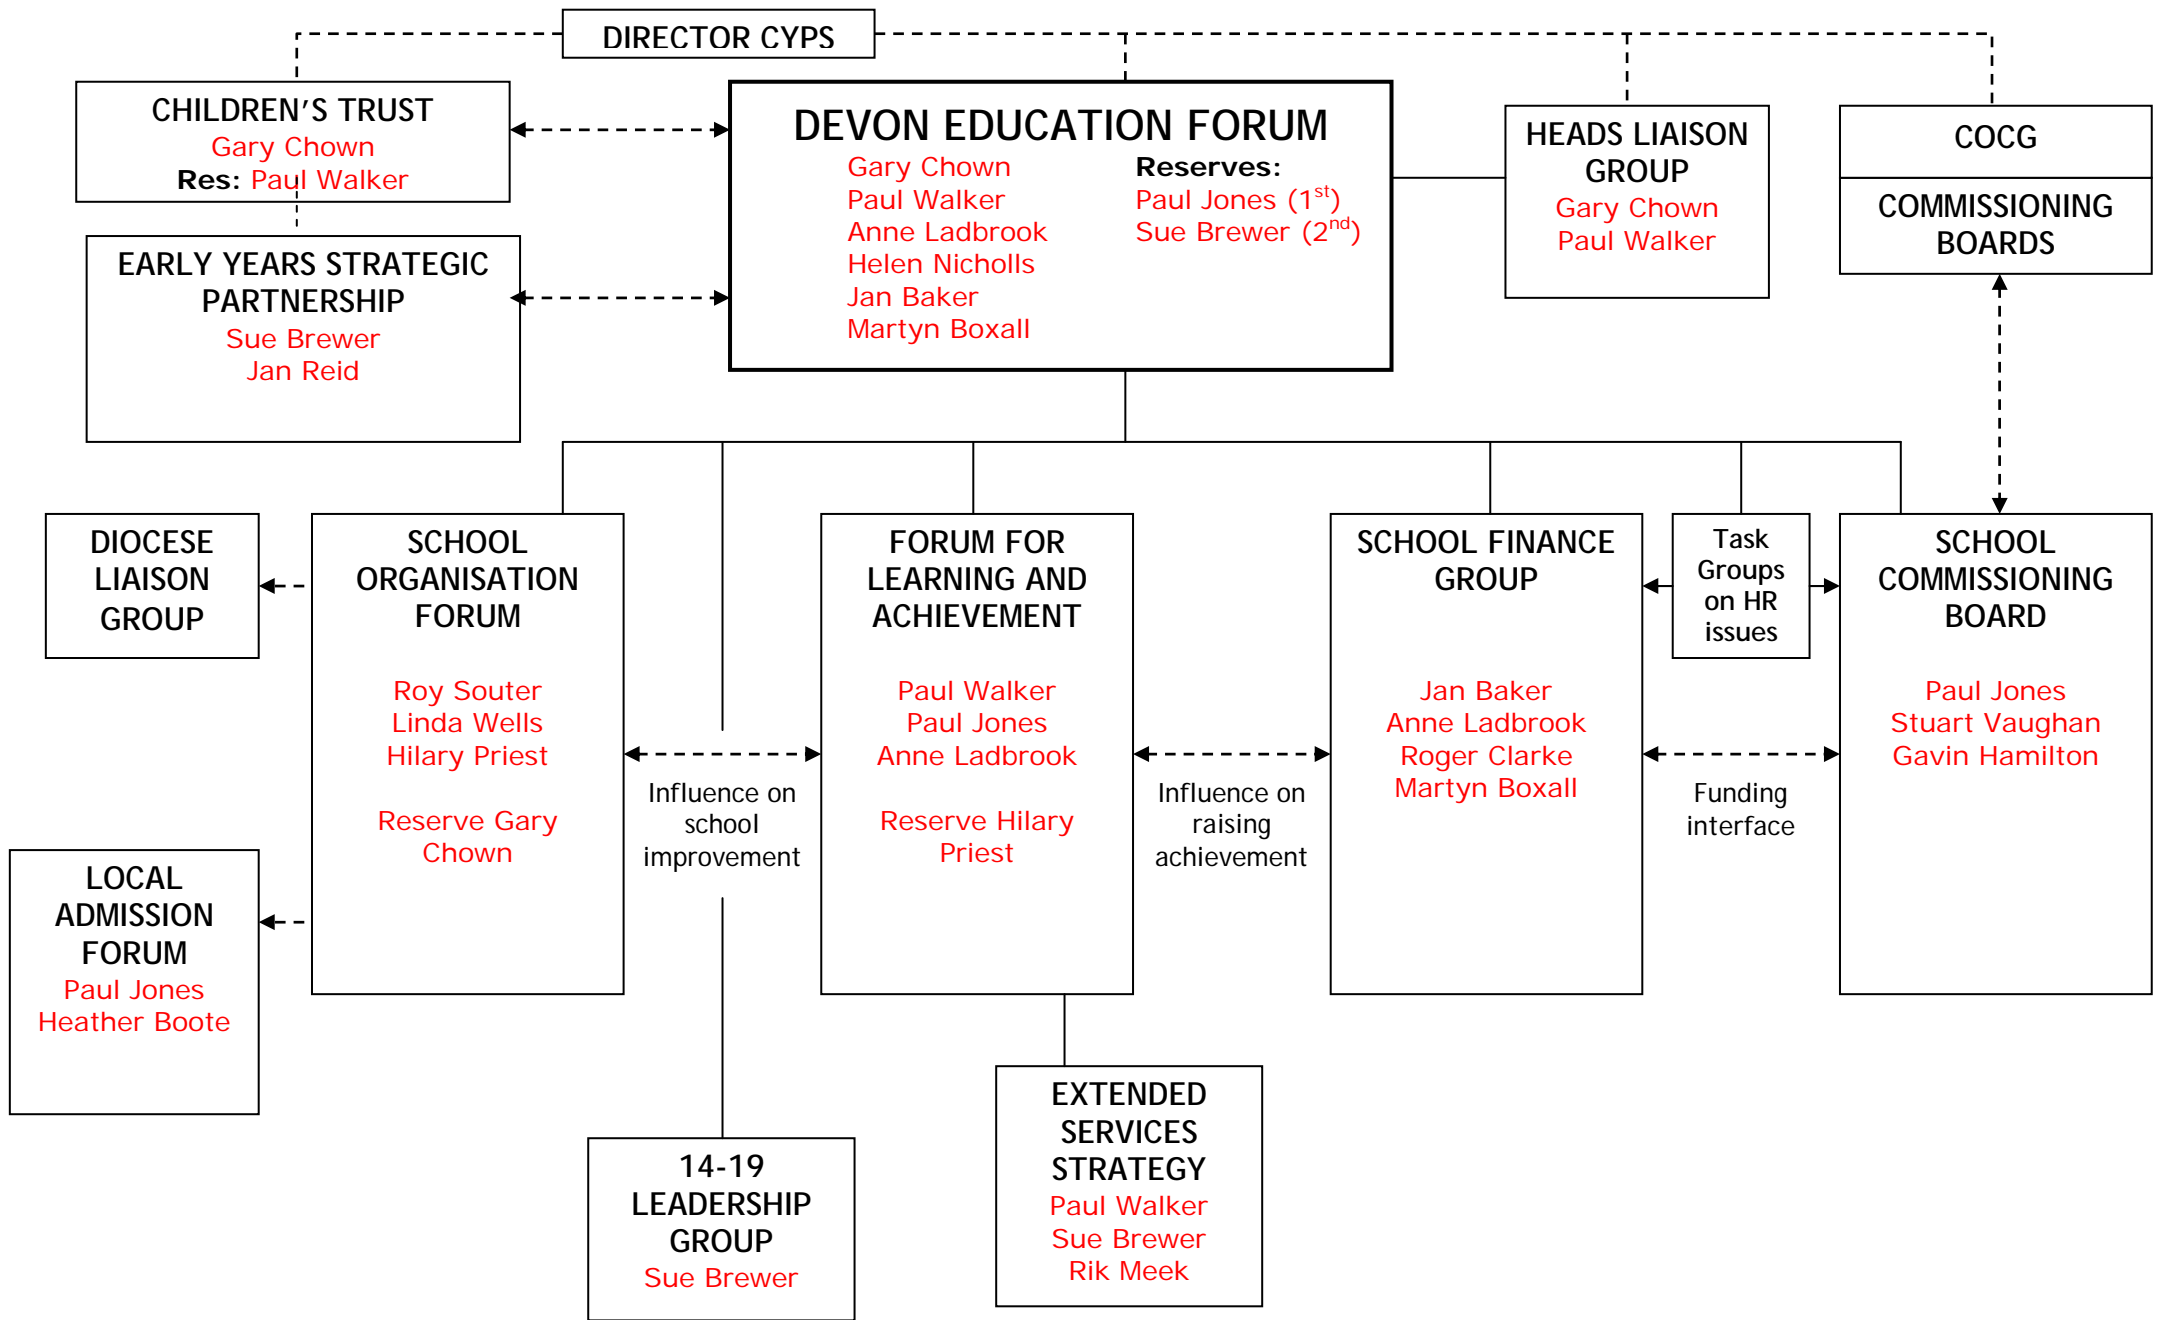 DIRECTOR CYPS
CHILDREN'S TRUST
Gary Chown
Res: Paul Walker
DEVON EDUCATION FORUM
Gary Chown
Paul Walker
Anne Ladbrook
Helen Nicholls
Jan Baker
Martyn Boxall
Reserves:
Paul Jones (1st)
Sue Brewer (2nd)
HEADS LIAISON
GROUP
Gary Chown
Paul Walker
COCG
COMMISSIONING
BOARDS
EARLY YEARS STRATEGIC
PARTNERSHIP
Sue Brewer
Jan Reid
DIOCESE
LIAISON
GROUP
SCHOOL
ORGANISATION
FORUM
Roy Souter
Linda Wells
Hilary Priest
Reserve Gary
Chown
Influence on
school
improvement
FORUM FOR
LEARNING AND
ACHIEVEMENT
Paul Walker
Paul Jones
Anne Ladbrook
Reserve Hilary
Priest
Influence on
raising
achievement
SCHOOL FINANCE
GROUP
Jan Baker
Anne Ladbrook
Roger Clarke
Martyn Boxall
Task
Groups
on HR
issues
Funding
interface
SCHOOL
COMMISSIONING
BOARD
Paul Jones
Stuart Vaughan
Gavin Hamilton
LOCAL
ADMISSION
FORUM
Paul Jones
Heather Boote
14-19
LEADERSHIP
GROUP
Sue Brewer
EXTENDED
SERVICES
STRATEGY
Paul Walker
Sue Brewer
Rik Meek